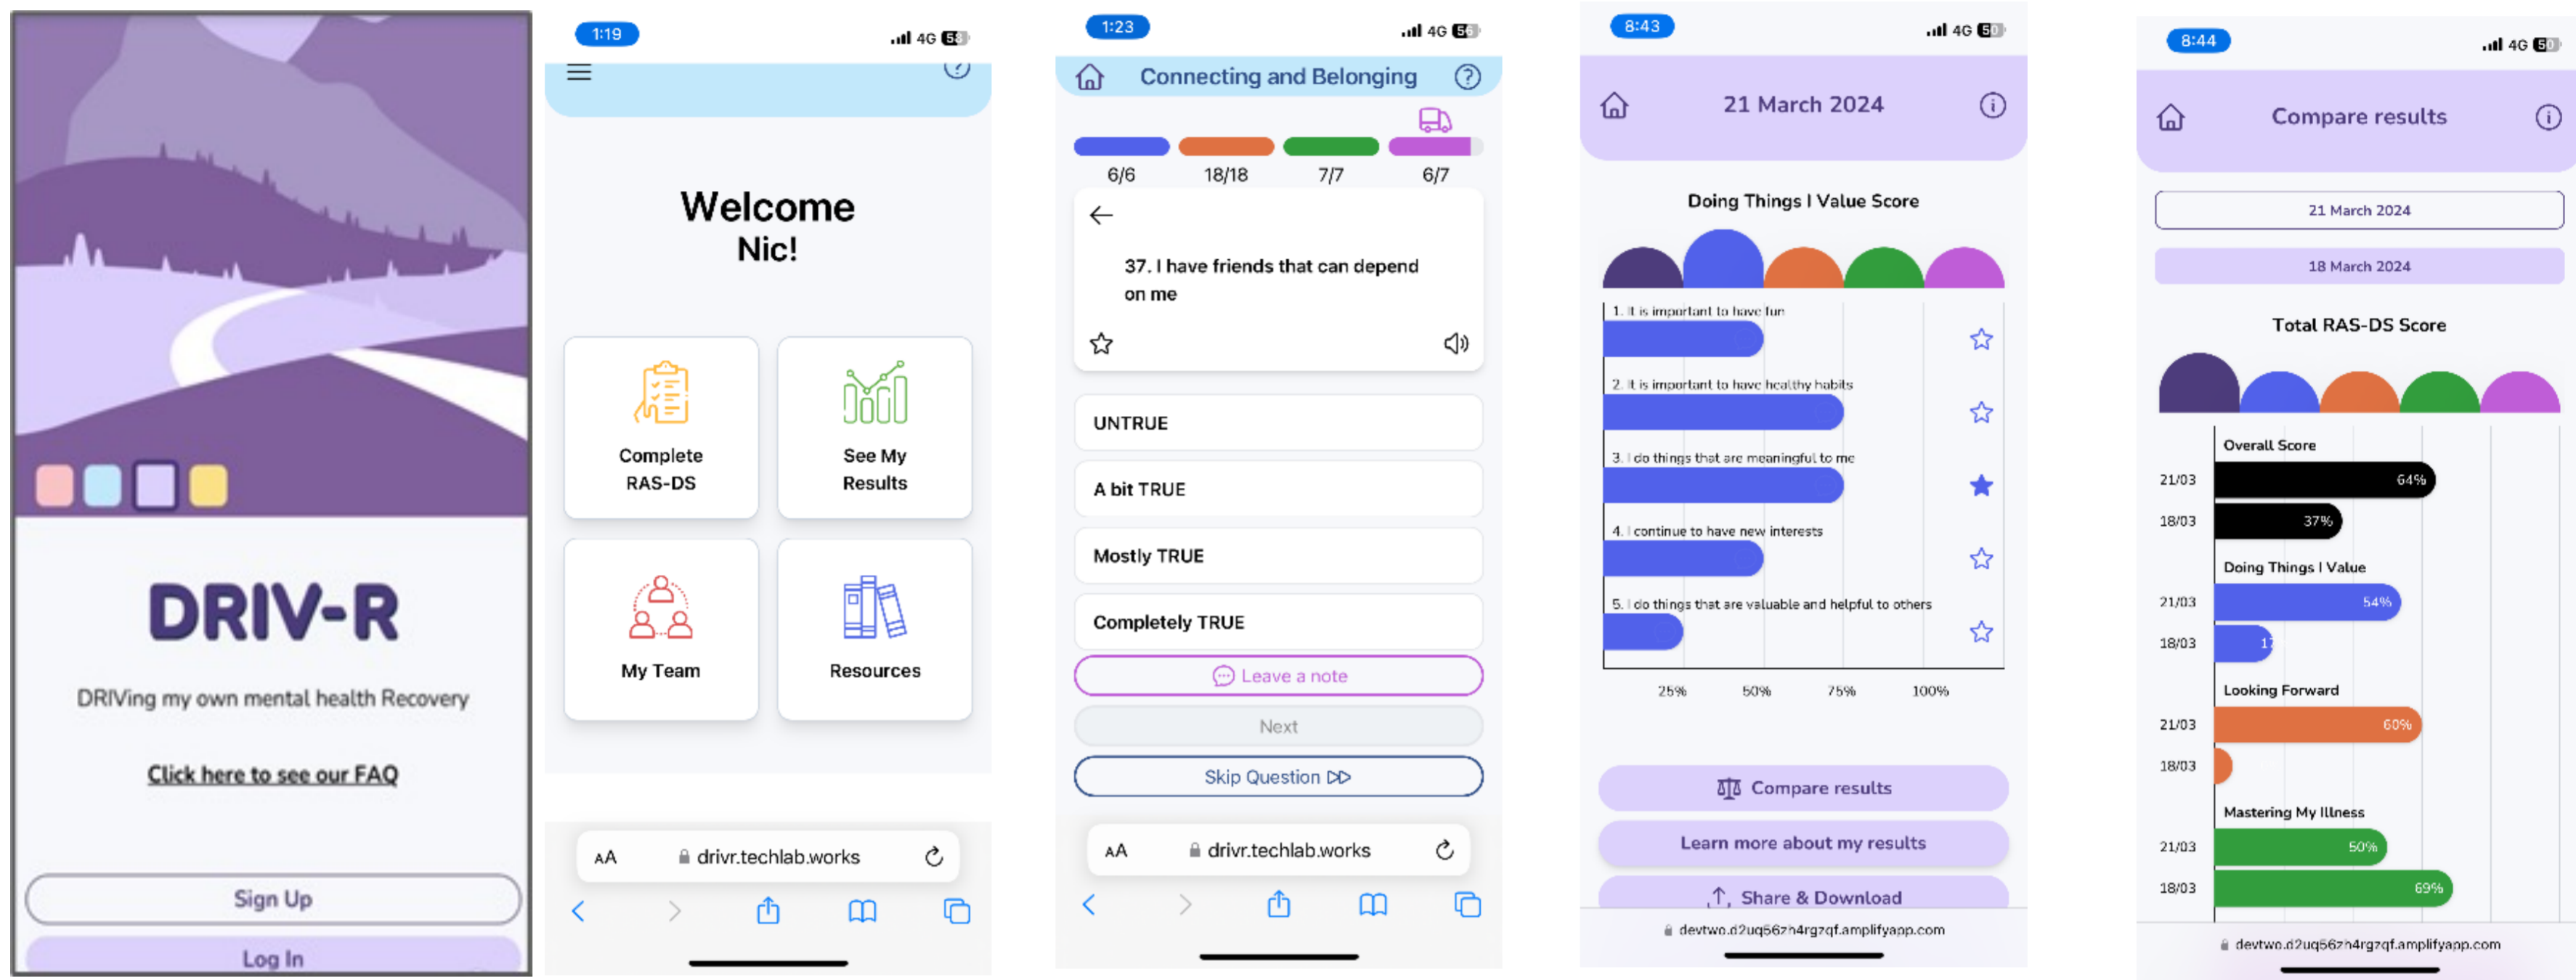 DRIV-R
DRIVing my own mental health Recovery
Click here to see our FAQ
Sign Up
Log In
1:19
4G 58
Welcome
Nic!
Complete
RAS-DS
See My
Results
My Team
Resources
AA
drivr.techlab.works
1:23
4G 56
Connecting and Belonging
6/6
18/18
7/7
6/7
37. I have friends that can depend
on me
UNTRUE
A bit TRUE
Mostly TRUE
Completely TRUE
Leave a note
Next
Skip Question
AA
drivr.techlab.works
8:43
4G 50
21 March 2024
Doing Things I Value Score
1. It is important to have fun
2. It is important to have healthy habits
3. I do things that are meaningful to me
4. I continue to have new interests
5. I do things that are valuable and helpful to others
25% 50% 75% 100%
Compare results
Learn more about my results
Share & Download
devtwo.d2uq56zh4rgzqf.amplifyapp.com
8:44
4G 50
Compare results
21 March 2024
18 March 2024
Total RAS-DS Score
Overall Score
21/03 64%
18/03 37%
Doing Things I Value
21/03 54%
18/03
Looking Forward
21/03 60%
18/03
Mastering My Illness
21/03 50%
18/03 69%
devtwo.d2uq56zh4rgzqf.amplifyapp.com